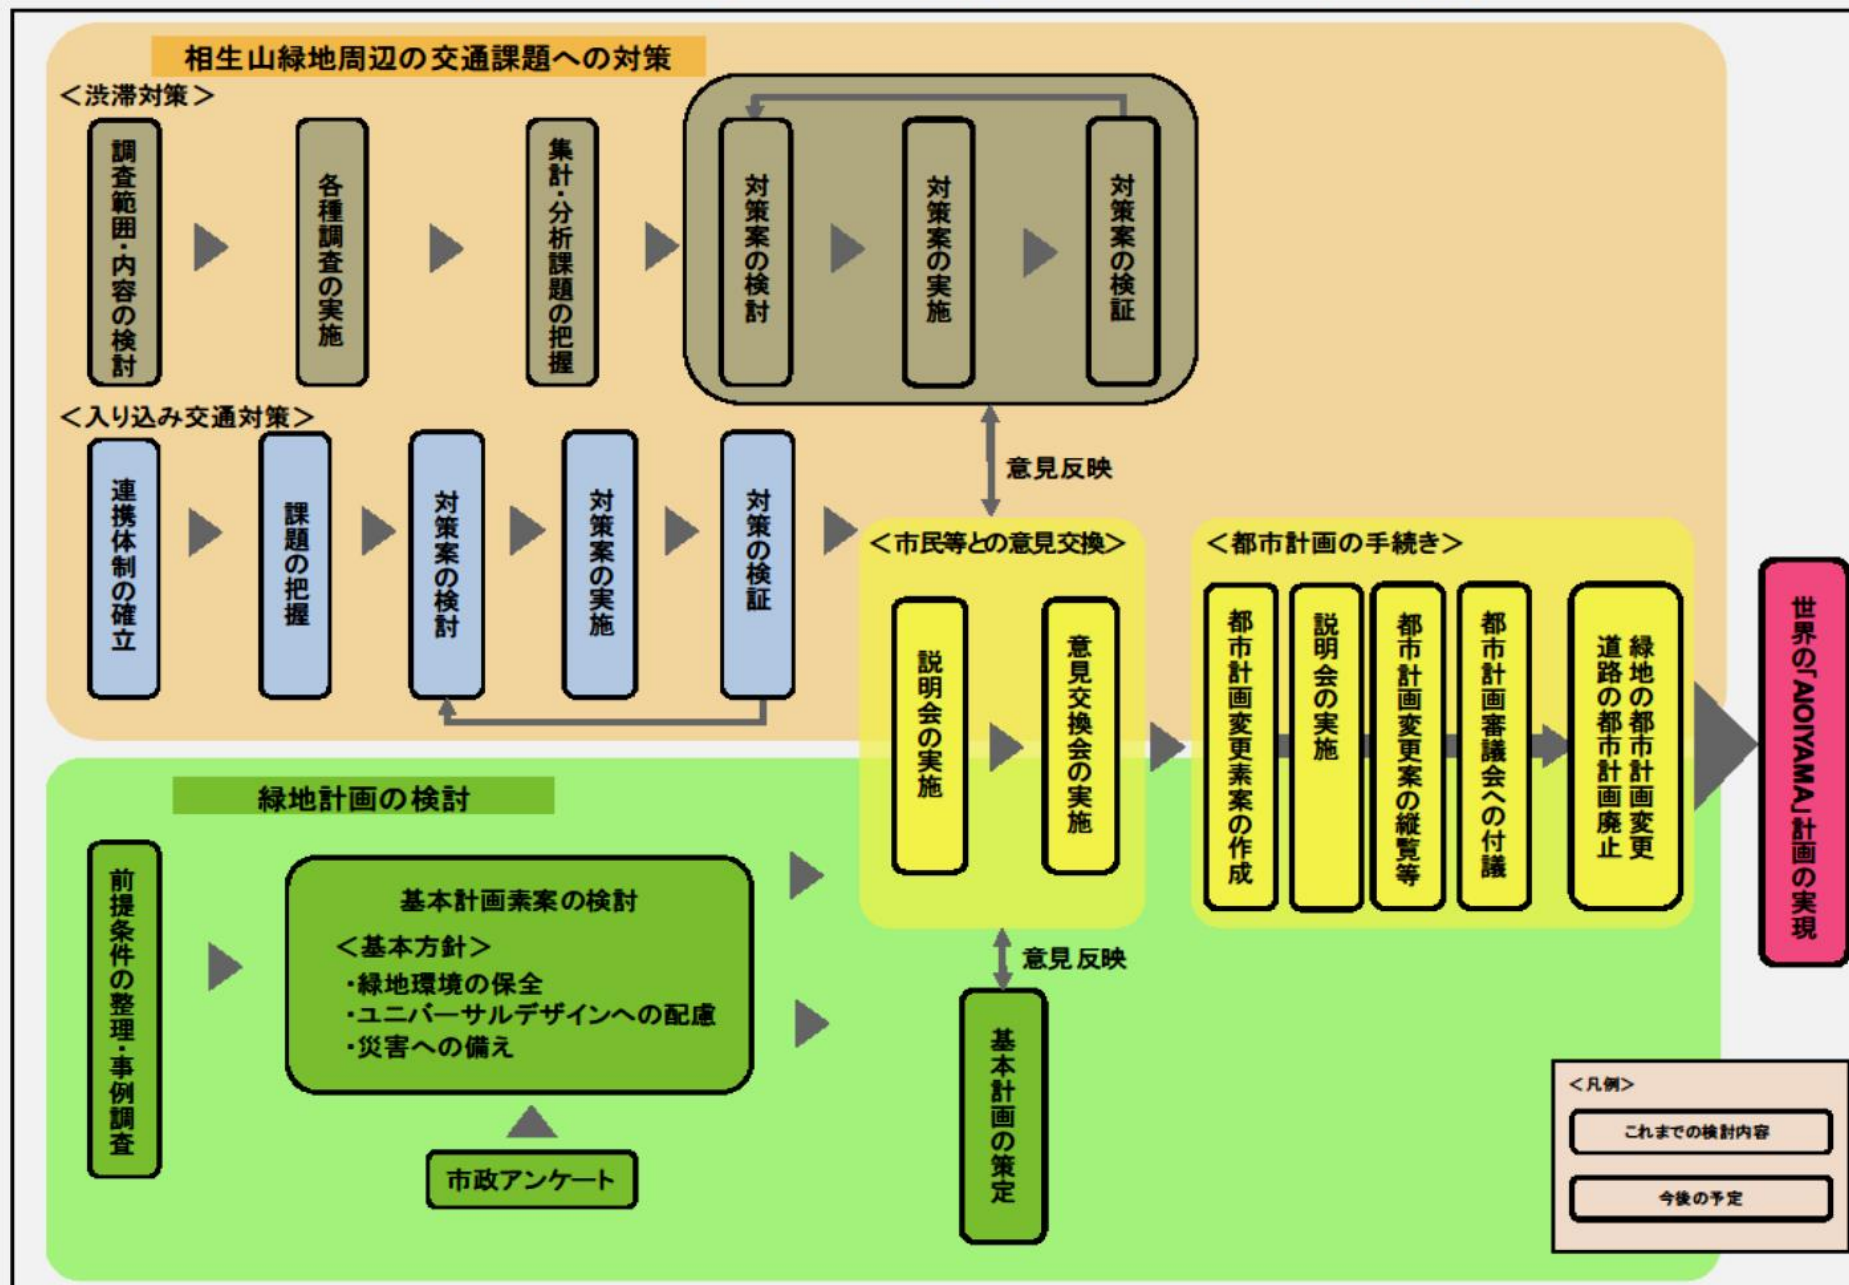 相生山緑地周辺の交通課題への対策
＜渋滞対策＞
調査範囲・内容の検討
各種調査の実施
集計・分析課題の把握
対策案の検討
対策案の実施
対策案の検証
＜入り込み交通対策＞
連携体制の確立
課題の把握
対策案の検討
対策案の実施
対策の検証
意見反映
＜市民等との意見交換＞
説明会の実施
意見交換会の実施
＜都市計画の手続き＞
都市計画変更素案の作成
説明会の実施
都市計画変更案の縦覧等
都市計画審議会への付議
緑地の都市計画変更
道路の都市計画廃止
世界の「AIOIYAMA」計画の実現
緑地計画の検討
前提条件の整理・事例調査
基本計画素案の検討
＜基本方針＞
・緑地環境の保全
・ユニバーサルデザインへの配慮
・災害への備え
市政アンケート
意見反映
基本計画の策定
＜凡例＞
これまでの検討内容
今後の予定